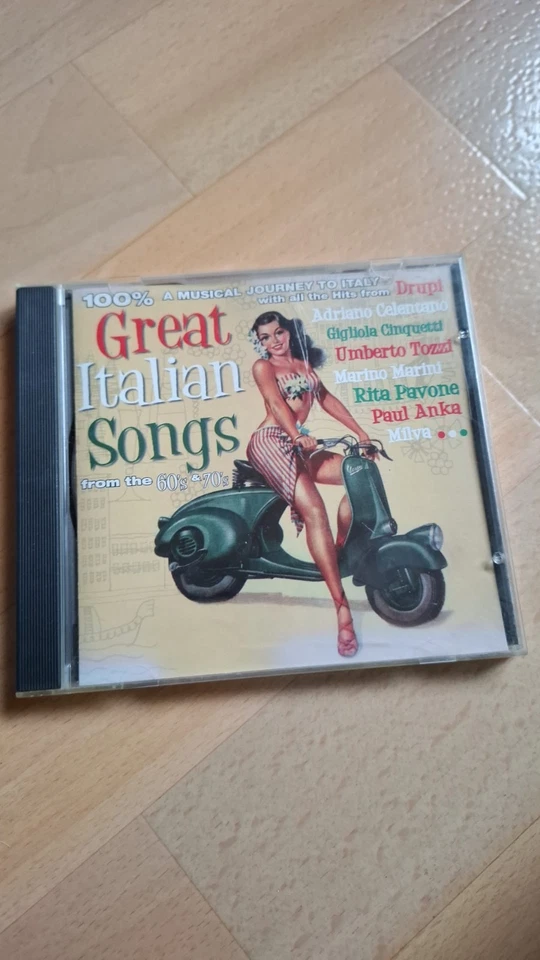 100% A MUSICAL JOURNEY TO ITALY
with all the Hits from Drupi
Great
Italian
Songs
from the 60's & 70's
Adriano Celentano
Gigliola Cinquetti
Umberto Tozzi
Marino Marini
Rita Pavone
Paul Anka
Milva